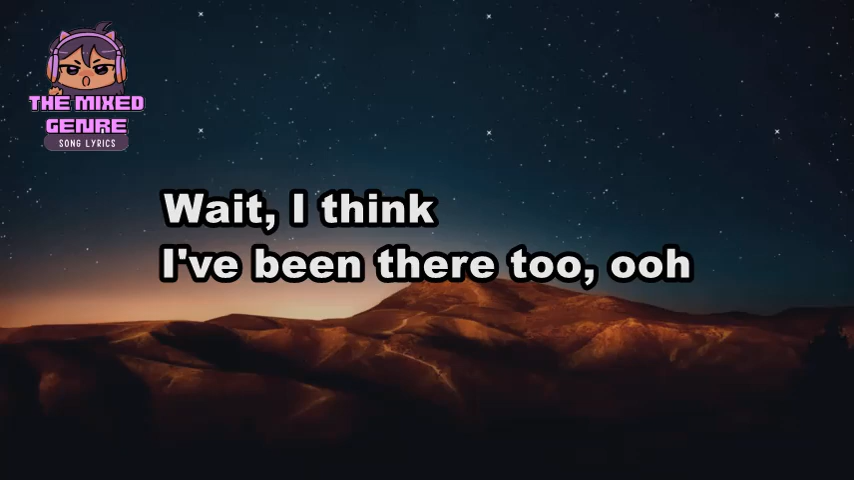 THE MIXED
GENRE
SONG LYRICS
Wait, I think
I've been there too, ooh